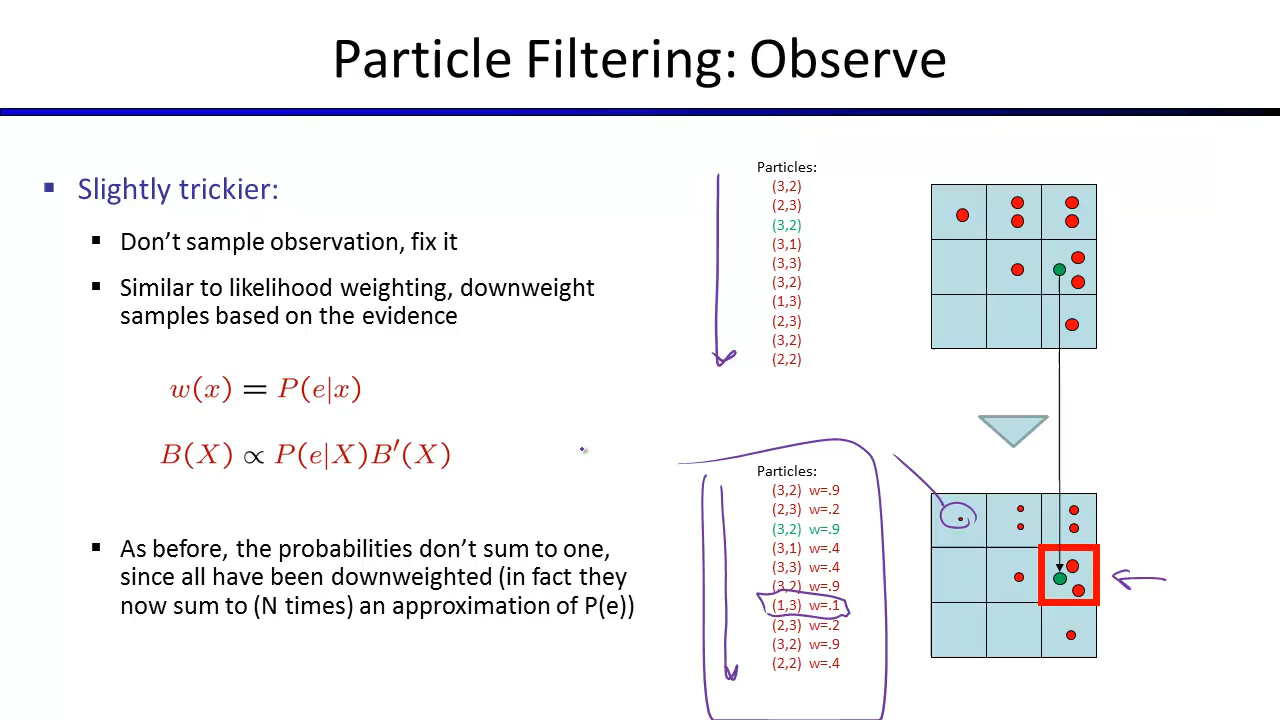 Particle Filtering: Observe
▪ Slightly trickier:
▪ Don’t sample observation, fix it
▪ Similar to likelihood weighting, downweight
samples based on the evidence
w(x) = P(e|x)
B(X) ∝ P(e|X)B′(X)
▪ As before, the probabilities don’t sum to one,
since all have been downweighted (in fact they
now sum to (N times) an approximation of P(e))
Particles:
(3,2)
(2,3)
(3,2)
(3,1)
(3,3)
(3,2)
(1,3)
(2,3)
(3,2)
(2,2)
Particles:
(3,2) w=.9
(2,3) w=.2
(3,2) w=.9
(3,1) w=.4
(3,3) w=.4
(3,2) w=.9
(1,3) w=.1
(2,3) w=.2
(3,2) w=.9
(2,2) w=.4